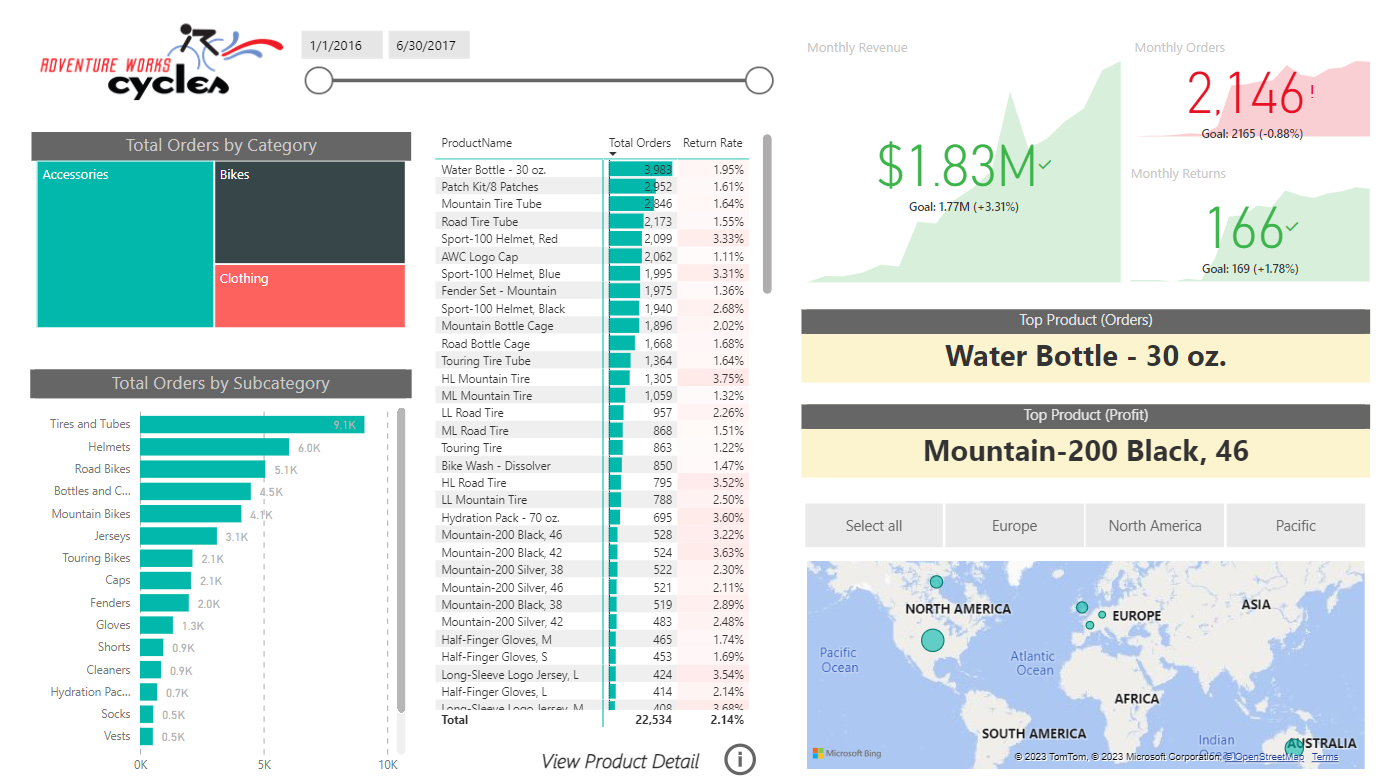 ADVENTURE WORKS
cycles
1/1/2016
6/30/2017
Total Orders by Category
Accessories
Bikes
Clothing
Total Orders by Subcategory
Tires and Tubes 9.1K
Helmets 6.0K
Road Bikes 5.1K
Bottles and C... 4.5K
Mountain Bikes 4.1K
Jerseys 3.1K
Touring Bikes 2.1K
Caps 2.1K
Fenders 2.0K
Gloves 1.3K
Shorts 0.9K
Cleaners 0.9K
Hydration Pac... 0.7K
Socks 0.5K
Vests 0.5K
0K 5K 10K
ProductName Total Orders Return Rate
Water Bottle - 30 oz. 3,983 1.95%
Patch Kit/8 Patches 2,952 1.61%
Mountain Tire Tube 2,846 1.64%
Road Tire Tube 2,173 1.55%
Sport-100 Helmet, Red 2,099 3.33%
AWC Logo Cap 2,062 1.11%
Sport-100 Helmet, Blue 1,995 3.31%
Fender Set - Mountain 1,975 1.36%
Sport-100 Helmet, Black 1,940 2.68%
Mountain Bottle Cage 1,896 2.02%
Road Bottle Cage 1,668 1.68%
Touring Tire Tube 1,364 1.64%
HL Mountain Tire 1,305 3.75%
ML Mountain Tire 1,059 1.32%
LL Road Tire 957 2.26%
ML Road Tire 868 1.51%
Touring Tire 863 1.22%
Bike Wash - Dissolver 850 1.47%
HL Road Tire 795 3.52%
LL Mountain Tire 788 2.50%
Hydration Pack - 70 oz. 695 3.60%
Mountain-200 Black, 46 528 3.22%
Mountain-200 Black, 42 524 3.63%
Mountain-200 Silver, 38 522 2.30%
Mountain-200 Silver, 46 521 2.11%
Mountain-200 Black, 38 519 2.89%
Mountain-200 Silver, 42 483 2.48%
Half-Finger Gloves, M 465 1.74%
Half-Finger Gloves, S 453 1.69%
Long-Sleeve Logo Jersey, L 424 3.54%
Half-Finger Gloves, L 414 2.14%
Long-Sleeve Logo Jersey, M 408 3.68%
Total 22,534 2.14%
View Product Detail
Monthly Revenue
$1.83M
Goal: 1.77M (+3.31%)
Monthly Orders
2,146!
Goal: 2165 (-0.88%)
Monthly Returns
166
Goal: 169 (+1.78%)
Top Product (Orders)
Water Bottle - 30 oz.
Top Product (Profit)
Mountain-200 Black, 46
Select all
Europe
North America
Pacific
NORTH AMERICA
EUROPE
ASIA
Pacific
Ocean
Atlantic
Ocean
AFRICA
SOUTH AMERICA
Indian
Ocean
AUSTRALIA
Microsoft Bing
© 2023 TomTom, © 2023 Microsoft Corporation, © OpenStreetMap Terms